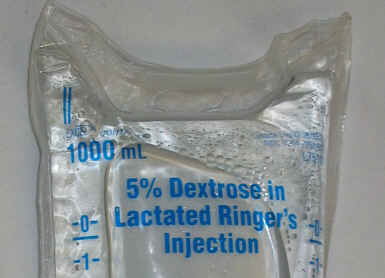 1000 mL
5% Dextrose in
Lactated Ringer's
Injection
-0-
-1-